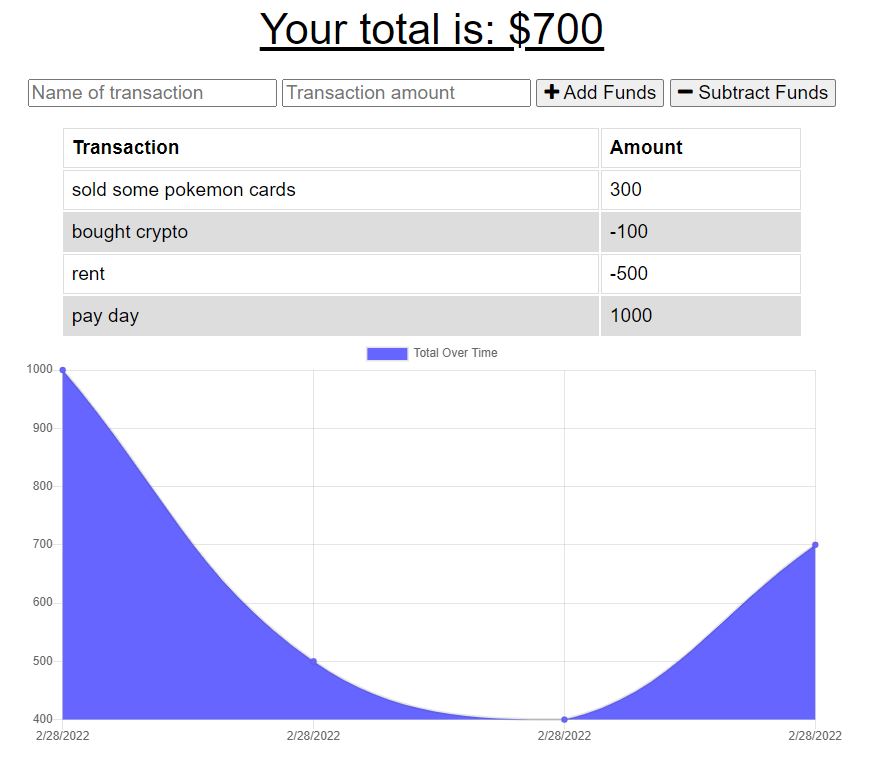 Your total is: $700
Name of transaction Transaction amount Add Funds Subtract Funds
Transaction Amount
sold some pokemon cards 300
bought crypto -100
rent -500
pay day 1000
Total Over Time
1000
900
800
700
600
500
400
2/28/2022 2/28/2022 2/28/2022 2/28/2022